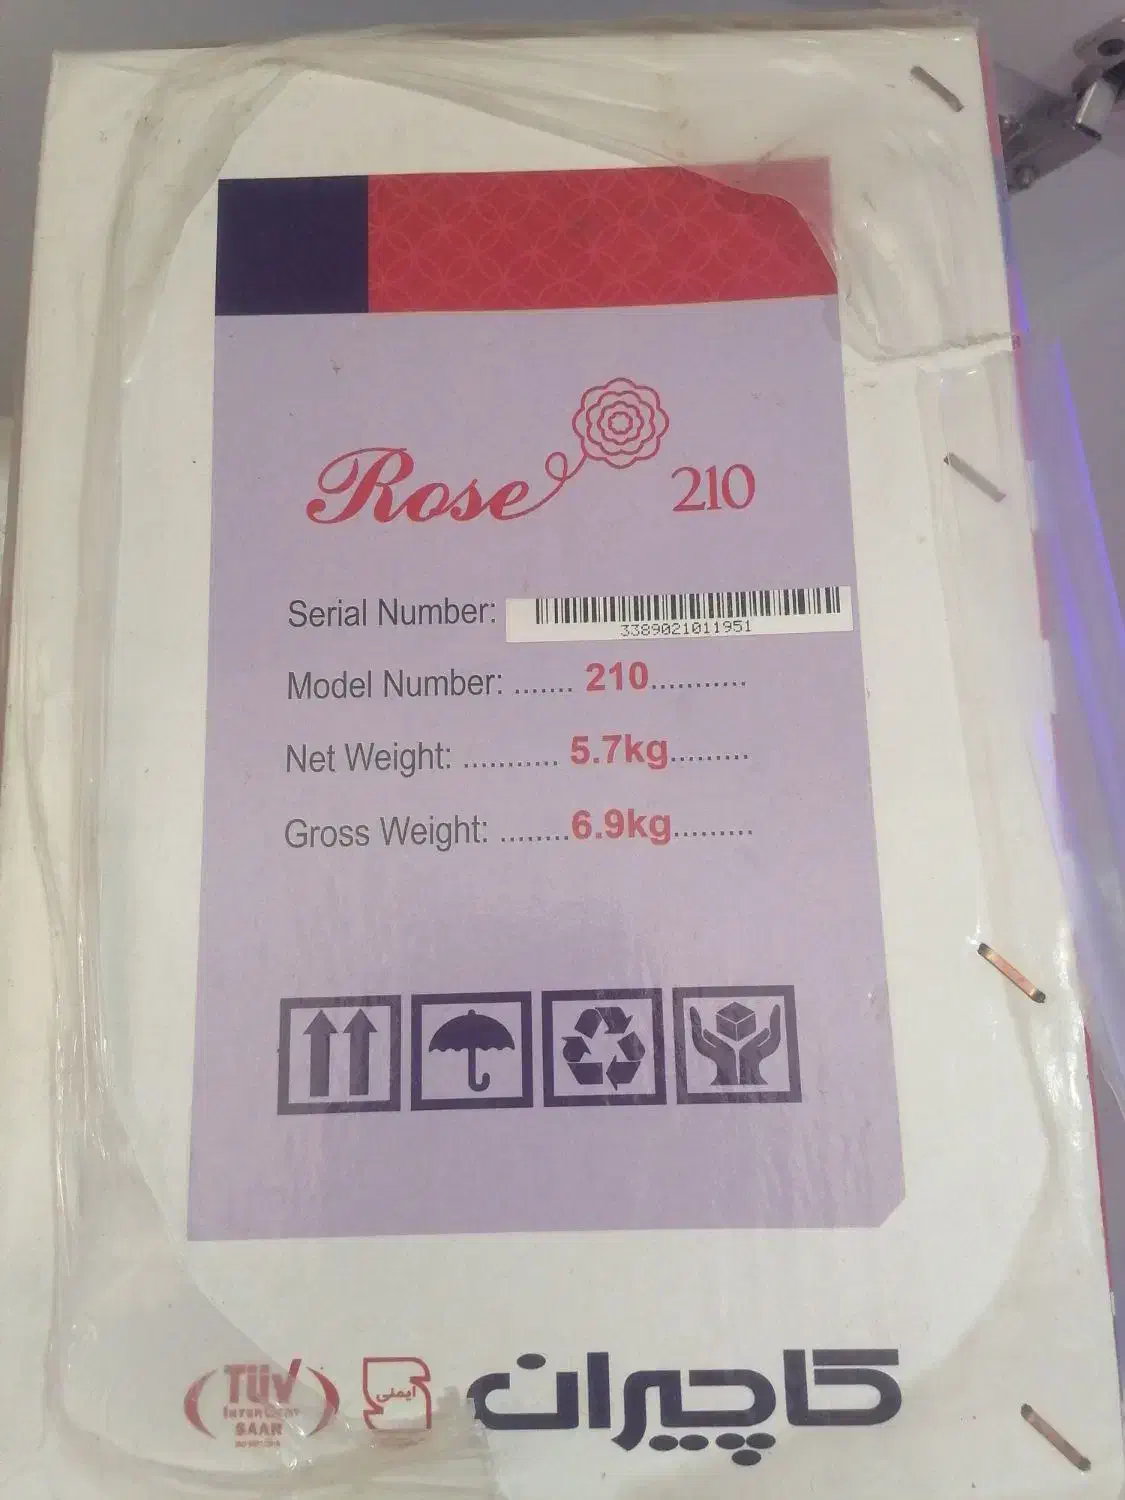 Rose 210
Serial Number:
3389021011951
Model Number: ....... 210...........
Net Weight: ........... 5.7kg.........
Gross Weight: ........6.9kg.........
TÜV
SAAR
ایمنی
کاچیران